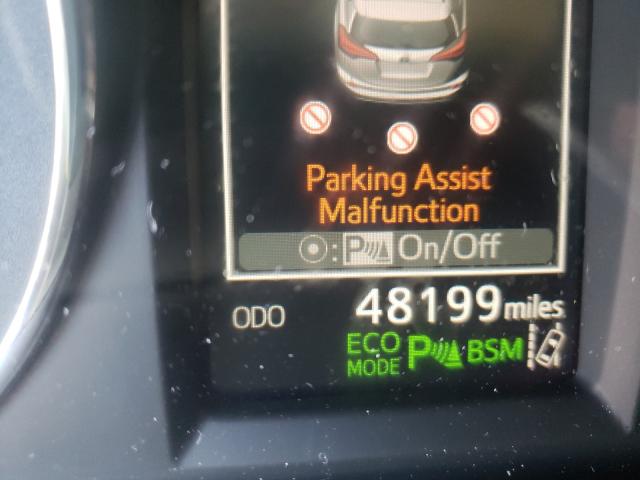 Parking Assist
Malfunction
: P On/Off
ODO 48199 miles
ECO
MODE
P BSM